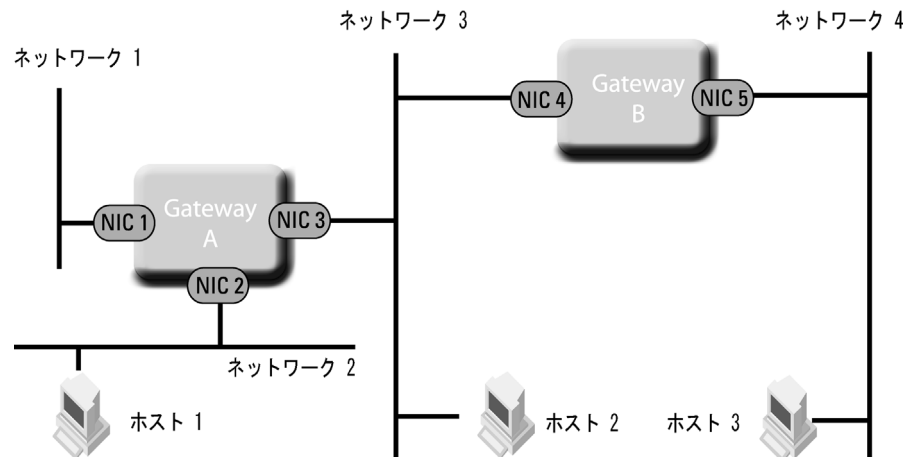 ネットワーク 3
ネットワーク 4
ネットワーク 1
NIC 4
Gateway
B
NIC 5
NIC 1
Gateway
A
NIC 3
NIC 2
ネットワーク 2
ホスト 1
ホスト 2
ホスト 3